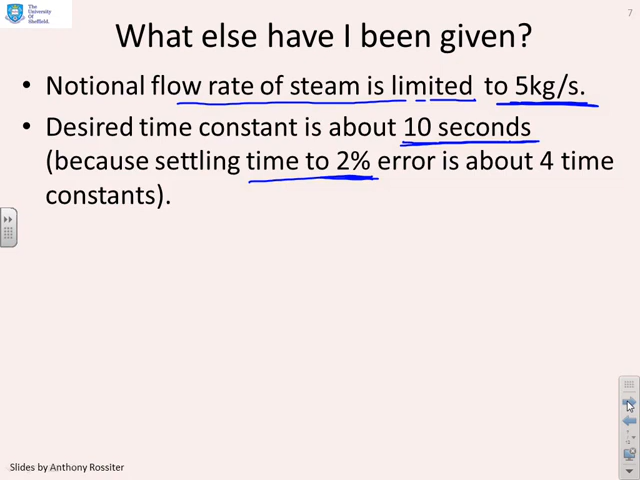 The
University
Of
Sheffield.
7
What else have I been given?
• Notional flow rate of steam is limited to 5kg/s.
• Desired time constant is about 10 seconds
(because settling time to 2% error is about 4 time
constants).
Slides by Anthony Rossiter